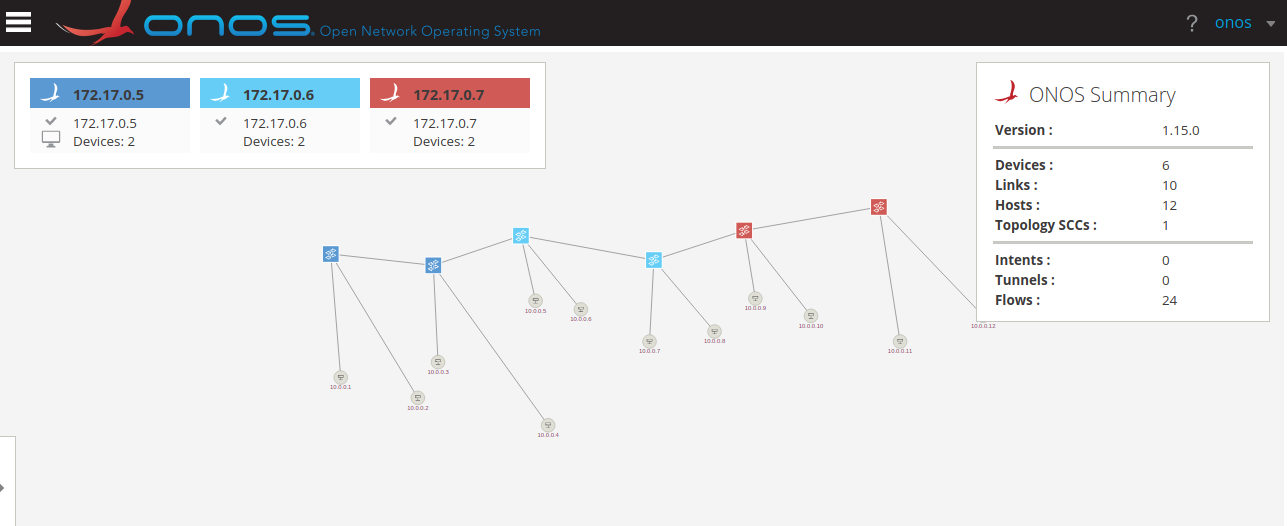 onos Open Network Operating System
? onos
172.17.0.5 172.17.0.6 172.17.0.7
172.17.0.5 172.17.0.6 172.17.0.7
Devices: 2 Devices: 2 Devices: 2
ONOS Summary
Version : 1.15.0
Devices : 6
Links : 10
Hosts : 12
Topology SCCs : 1
Intents : 0
Tunnels : 0
Flows : 24
10.0.0.5
10.0.0.6
10.0.0.9
10.0.0.10
10.0.0.12
10.0.0.7
10.0.0.8
10.0.0.11
10.0.0.1
10.0.0.3
10.0.0.2
10.0.0.4